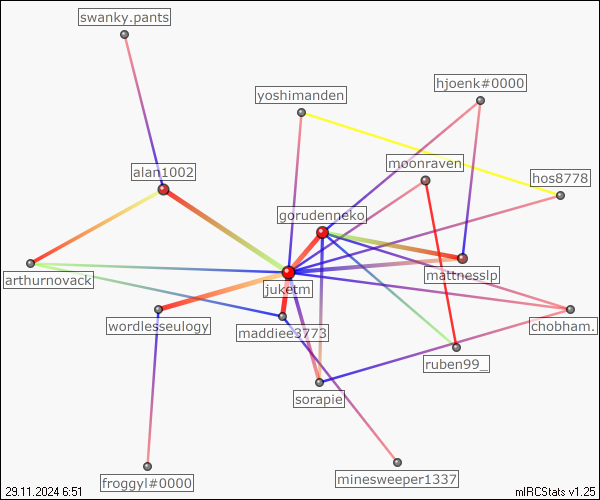 swanky.pants
hjoenk#0000
yoshimanden
moonraven
alan1002
hos8778
gorudenneko
mattnesslp
arthurnovack
juketm
wordlesseulogy
maddiee3773
chobham.
ruben99_
sorapie
froggyl#0000
minesweeper1337
29.11.2024 6:51
mIRCStats v1.25